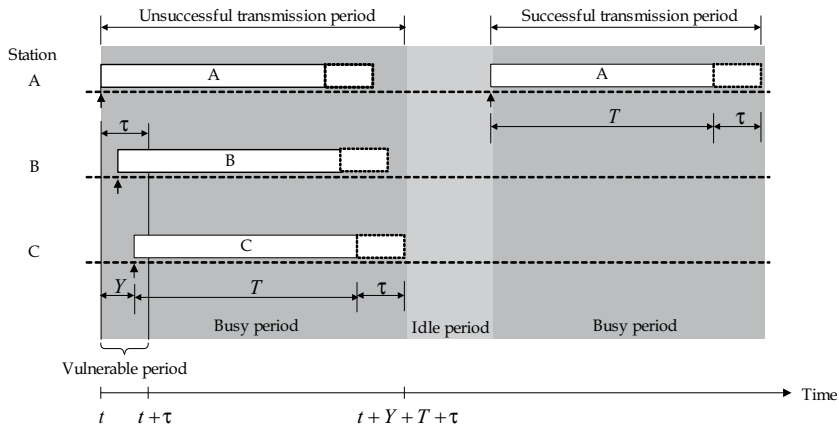 Unsuccessful transmission period
Successful transmission period
Station
A
A
A
τ
T
τ
B
B
C
C
Y
T
τ
Busy period
Idle period
Busy period
Vulnerable period
Time
t
t + τ
t + Y + T + τ